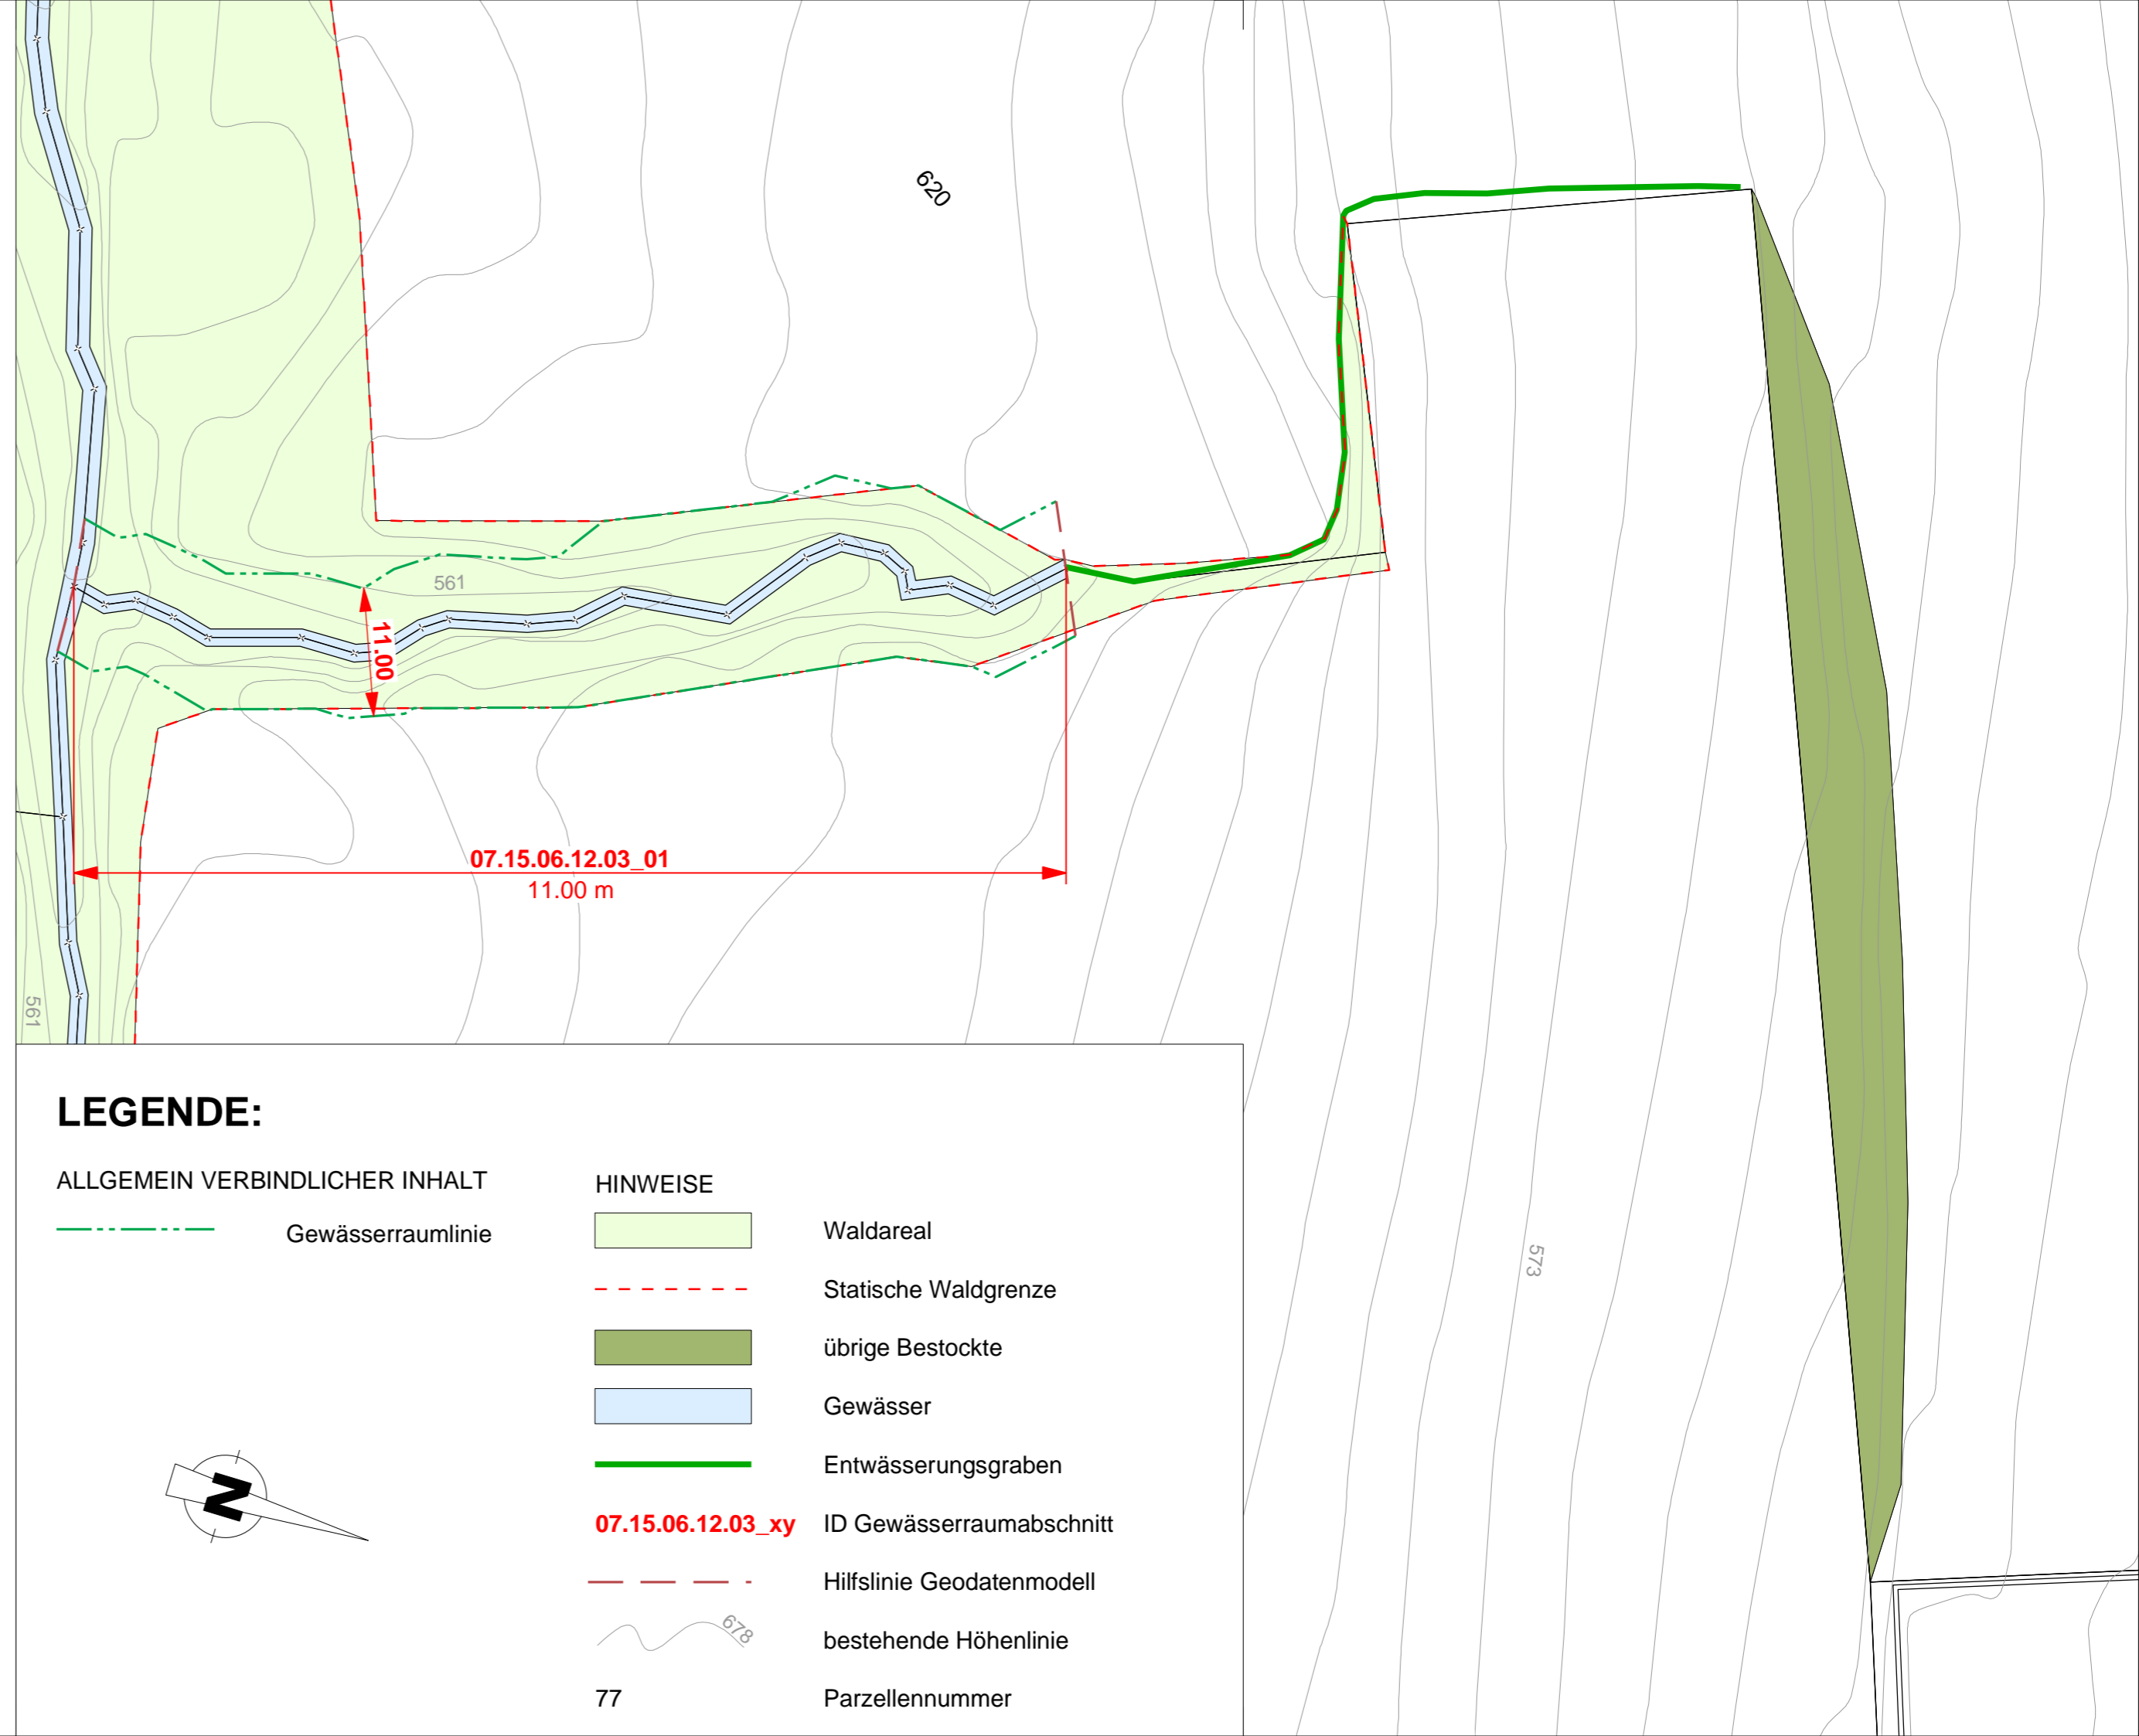 620
561
11.00
07.15.06.12.03_01
11.00 m
561
573
LEGENDE:
ALLGEMEIN VERBINDLICHER INHALT
Gewässerraumlinie
HINWEISE
Waldareal
Statische Waldgrenze
übrige Bestockte
Gewässer
Entwässerungsgraben
07.15.06.12.03_xy ID Gewässerraumabschnitt
Hilfslinie Geodatenmodell
678 bestehende Höhenlinie
77 Parzellennummer
N